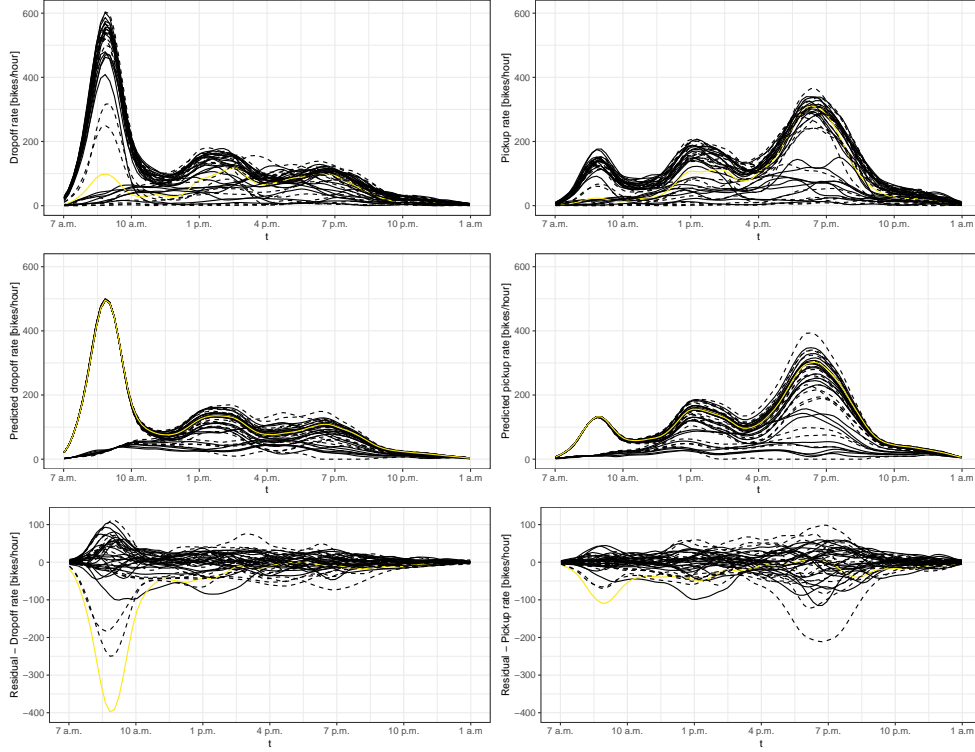 Dropoff rate [bikes/hour]
600
400
200
0
7 a.m. 10 a.m. 1 p.m. 4 p.m. 7 p.m. 10 p.m. 1 a.m
t
Pickup rate [bikes/hour]
600
400
200
0
7 a.m. 10 a.m. 1 p.m. 4 p.m. 7 p.m. 10 p.m. 1 a.m
t
Predicted dropoff rate [bikes/hour]
600
400
200
0
7 a.m. 10 a.m. 1 p.m. 4 p.m. 7 p.m. 10 p.m. 1 a.m
t
Predicted pickup rate [bikes/hour]
600
400
200
0
7 a.m. 10 a.m. 1 p.m. 4 p.m. 7 p.m. 10 p.m. 1 a.m
t
Residual − Dropoff rate [bikes/hour]
100
0
−100
−200
−300
−400
7 a.m. 10 a.m. 1 p.m. 4 p.m. 7 p.m. 10 p.m. 1 a.m
t
Residual − Pickup rate [bikes/hour]
100
0
−100
−200
−300
−400
7 a.m. 10 a.m. 1 p.m. 4 p.m. 7 p.m. 10 p.m. 1 a.m
t